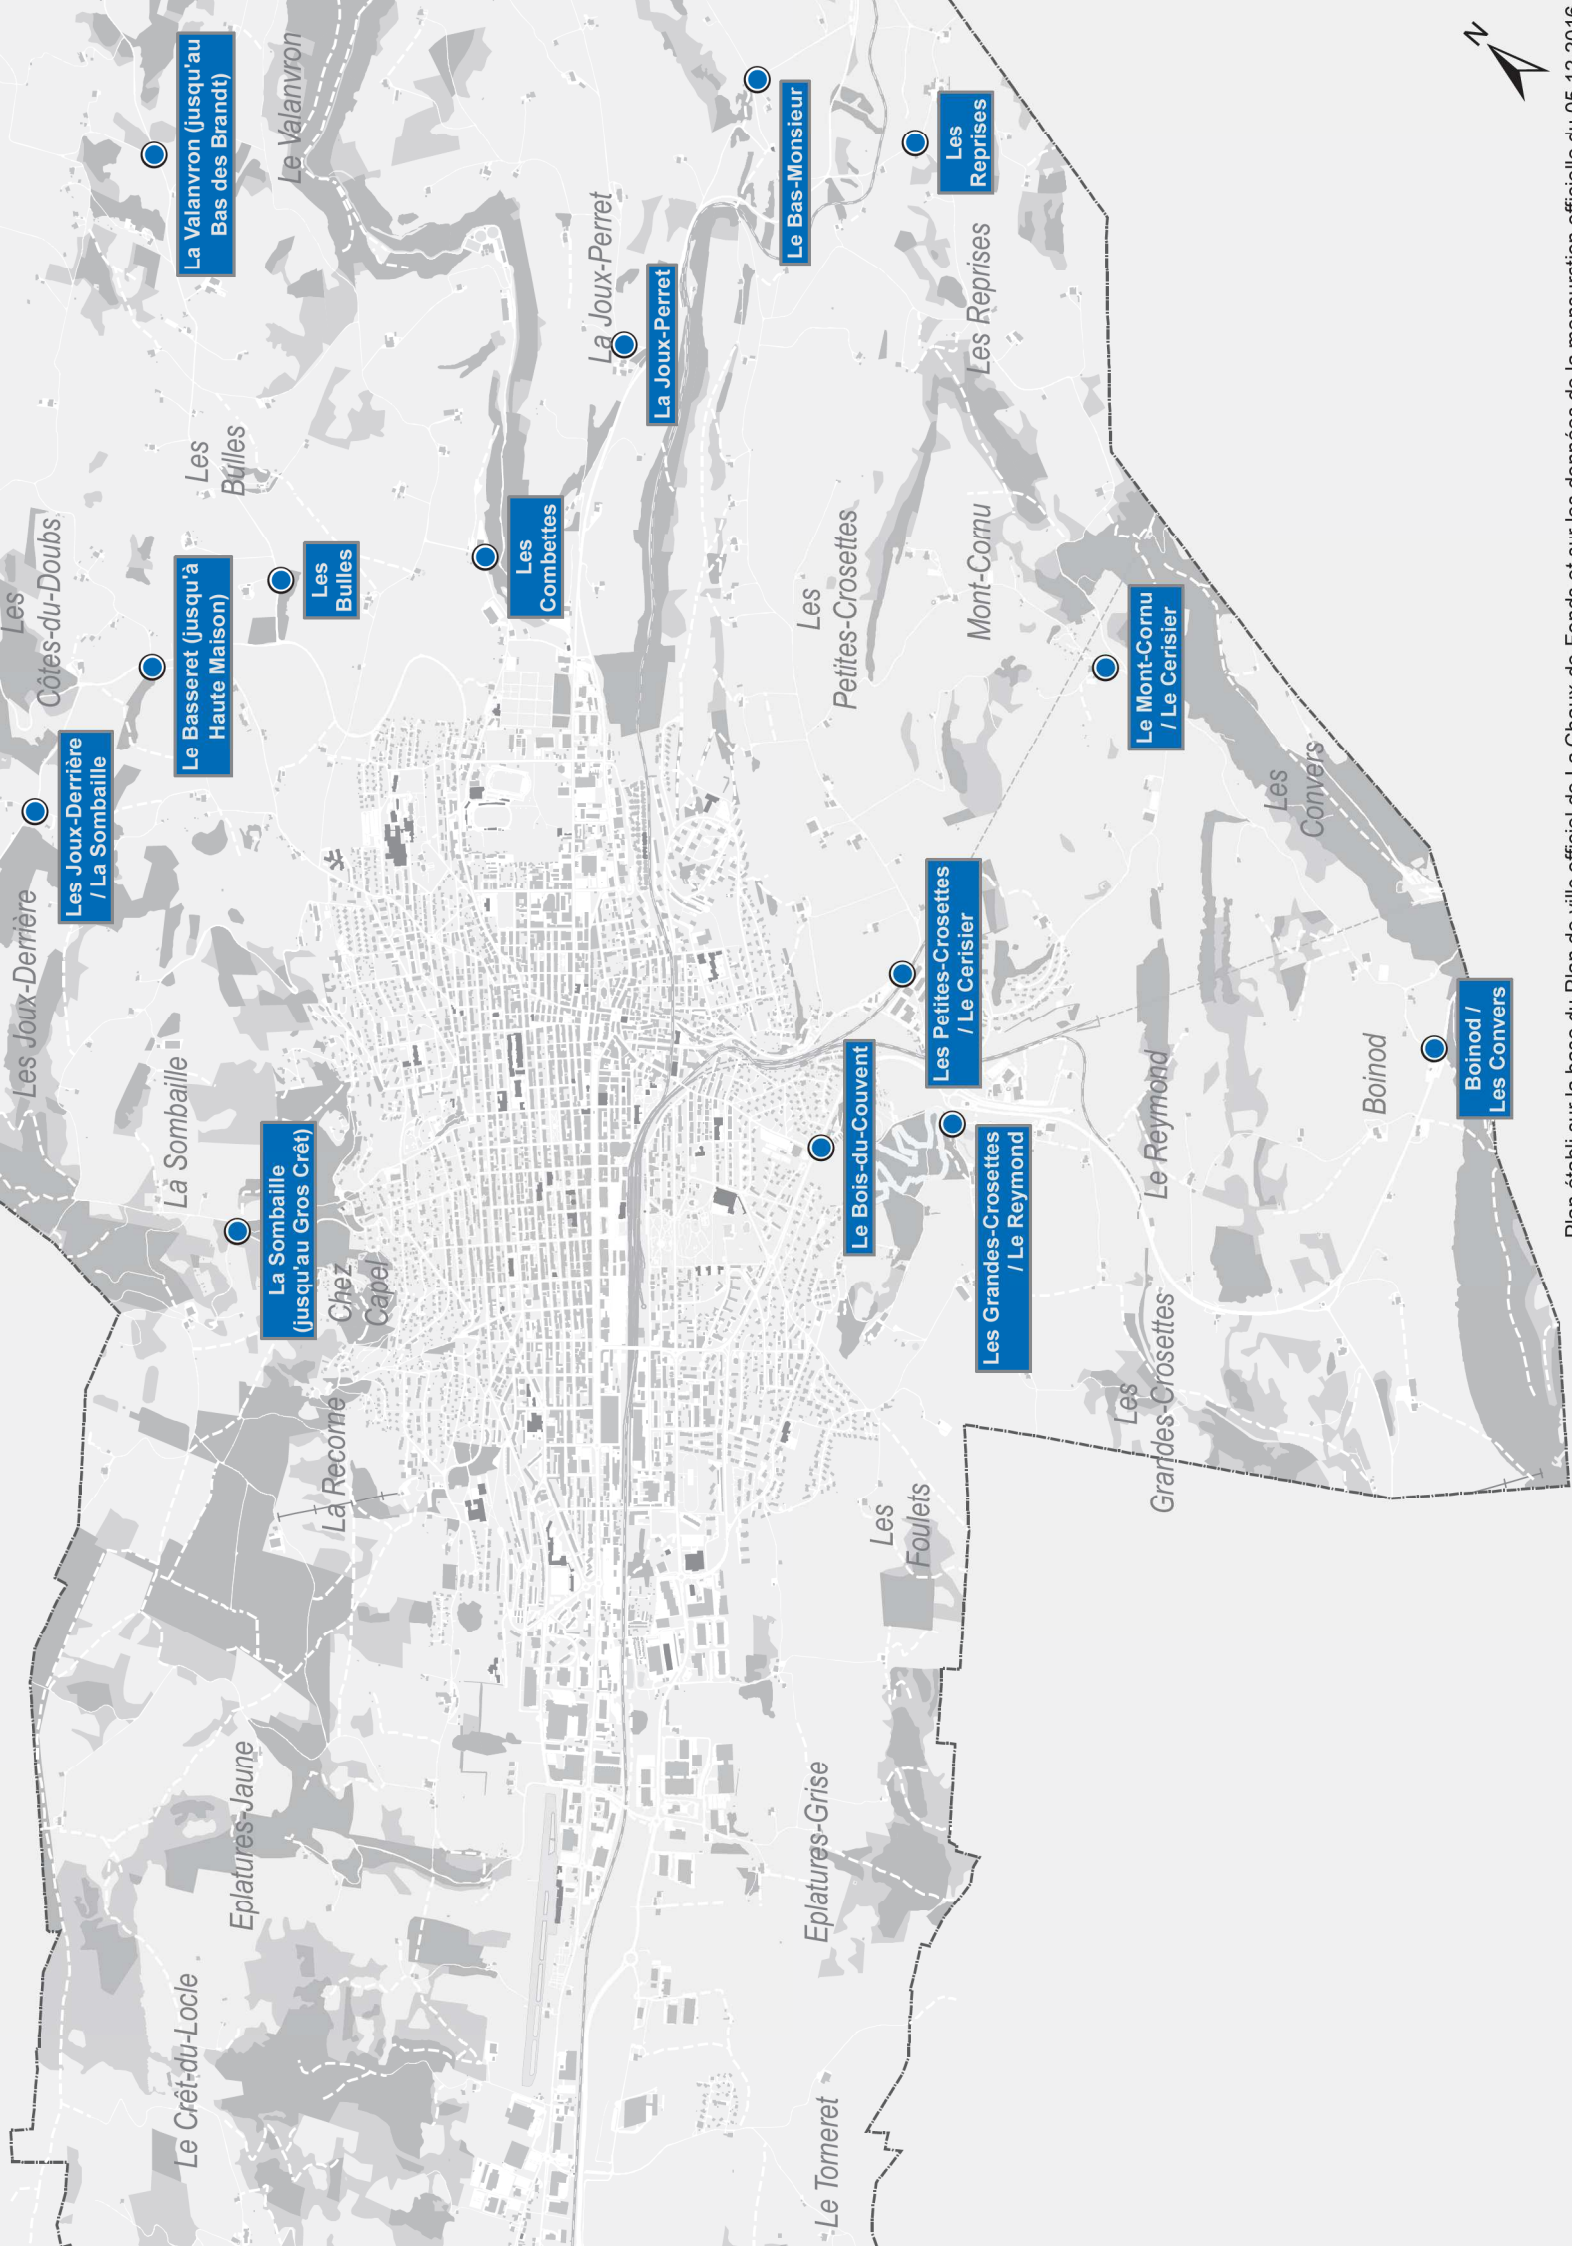 Les
Côtes-du-Doubs
Les Joux-Derrière
Les Joux-Derrière
/ La Sombaille
Le Basseret (jusqu'à
Haute Maison)
La Valanvron (jusqu'au
Bas des Brandt)
Le Valanvron
Les
Bulles
Les
Bulles
La Sombaille
La Sombaille
(jusqu'au Gros Crêt)
Chez
Capel
La Recorne
Eplatures-Jaune
Le Crêt-du-Locle
Les
Combettes
La Joux-Perret
La Joux-Perret
Le Bas-Monsieur
Les
Reprises
Les Reprises
Les
Petites-Crosettes
Mont-Cornu
Le Mont-Cornu
/ Le Cerisier
Les
Convers
Les Petites-Crosettes
/ Le Cerisier
Le Bois-du-Couvent
Les Grandes-Crosettes
/ Le Reymond
Le Reymond
Boinod
Boinod /
Les Convers
Les
Grandes-Crosettes
Les
Foulets
Eplatures-Grise
Le Torneret
N